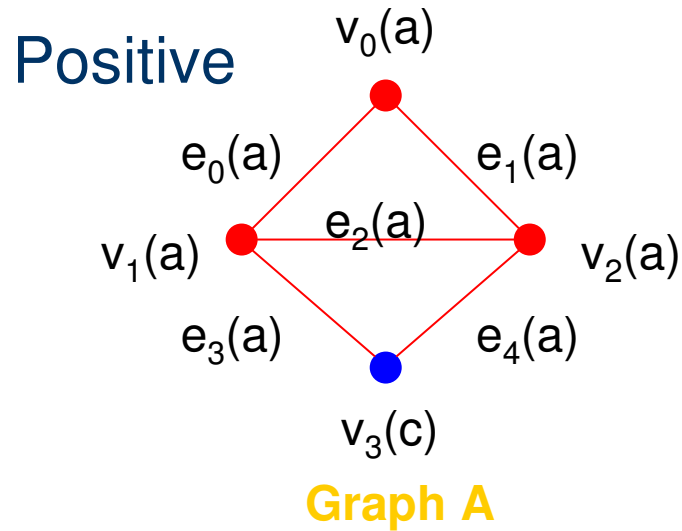 v₀(a)
Positive
e₀(a)
e₁(a)
e₂(a)
v₁(a)
v₂(a)
e₃(a)
e₄(a)
v₃(c)
Graph A